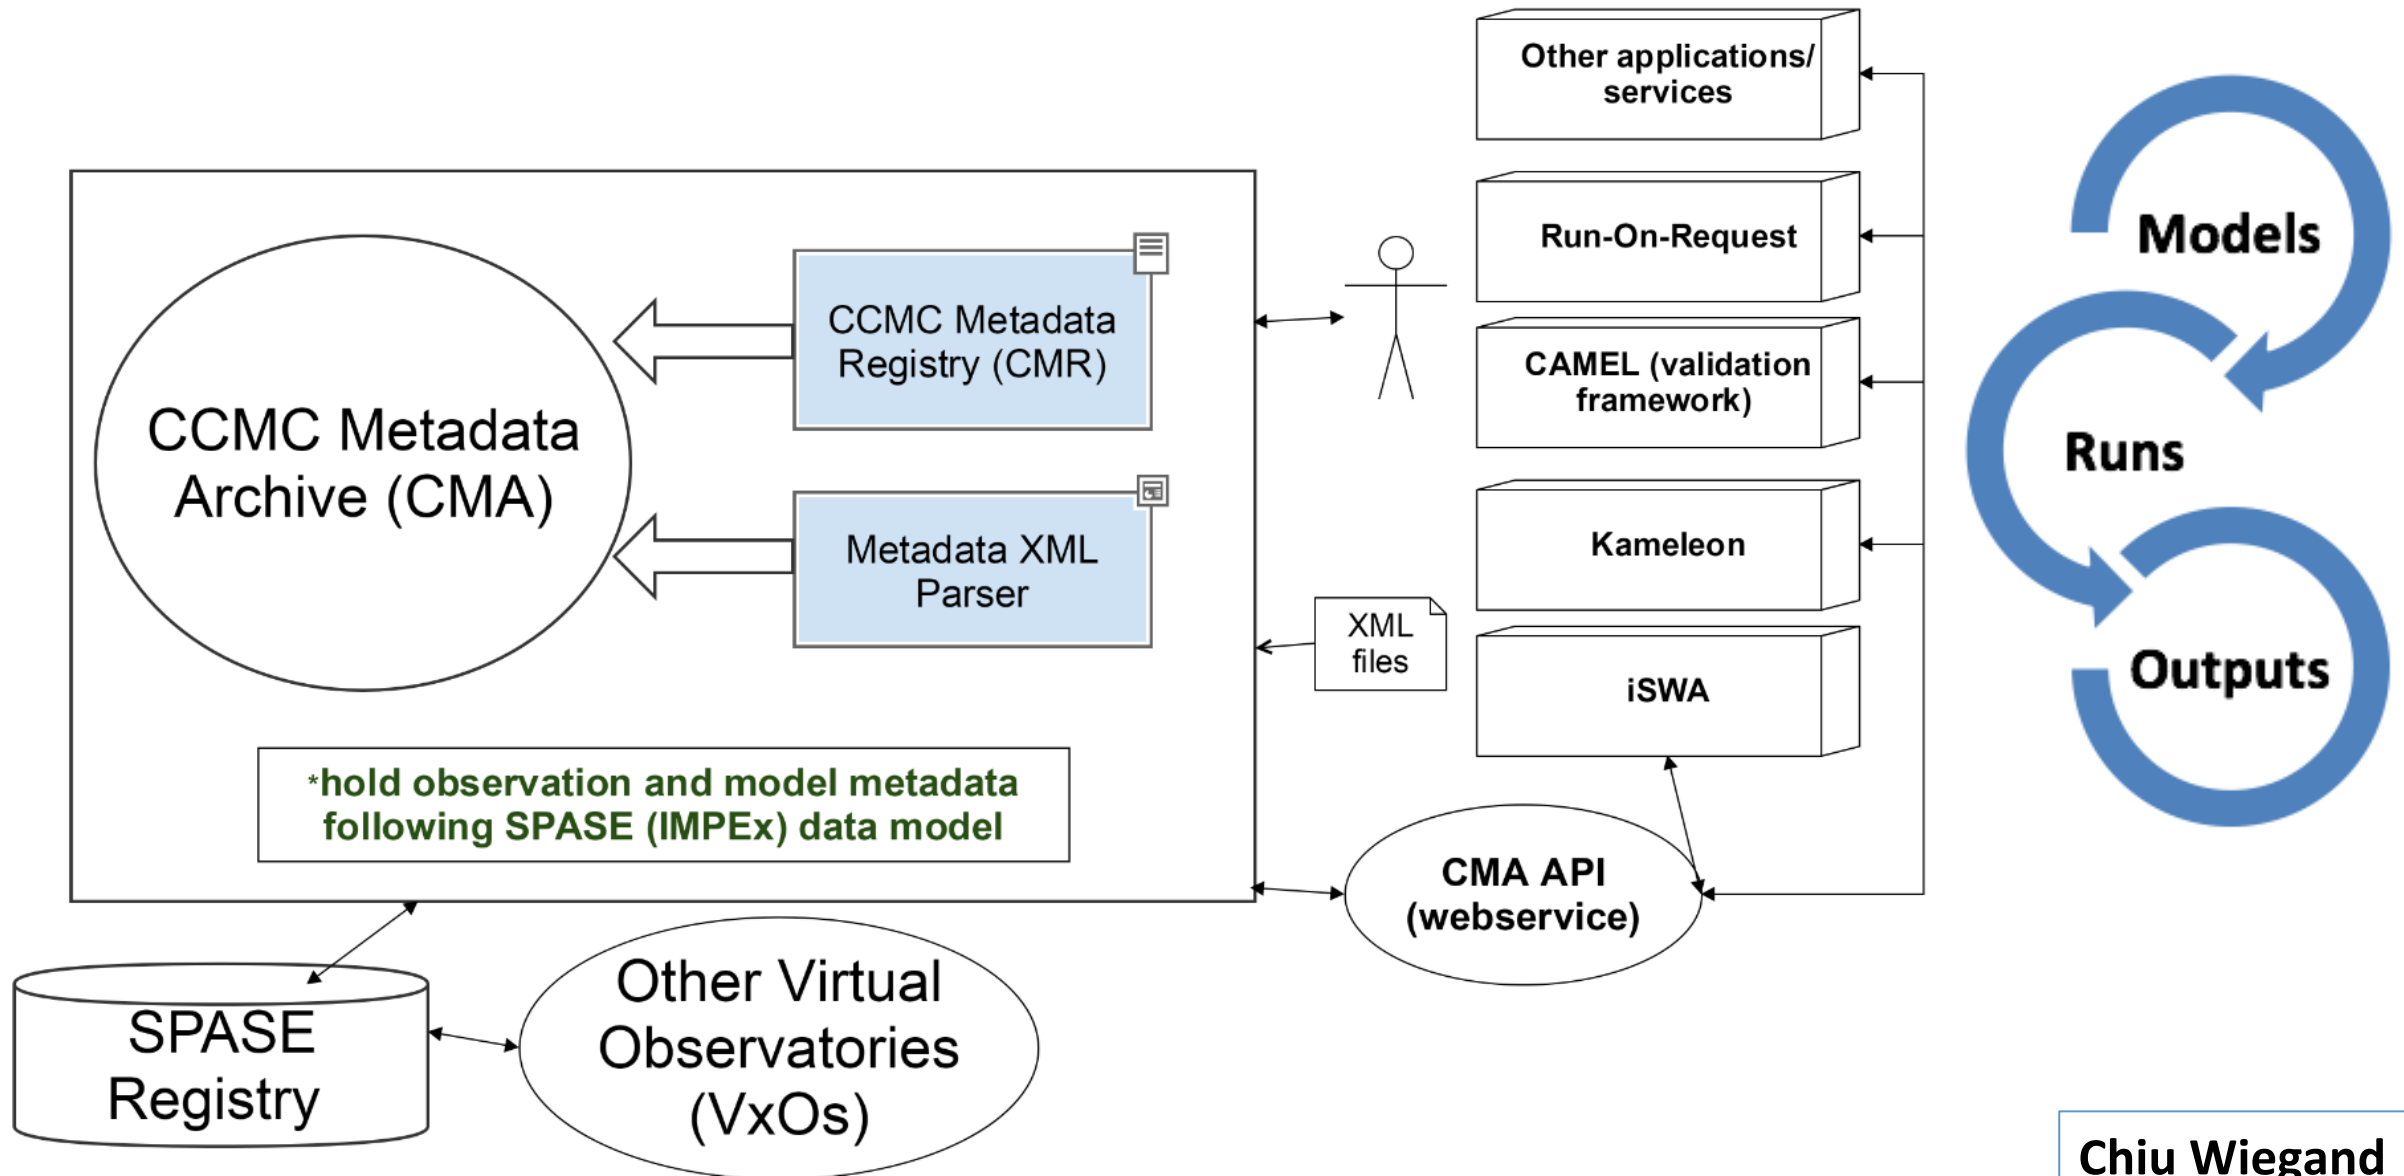 Other applications/
services
Run-On-Request
CAMEL (validation
framework)
Kameleon
iSWA
CCMC Metadata
Archive (CMA)
CCMC Metadata
Registry (CMR)
Metadata XML
Parser
XML
files
*hold observation and model metadata
following SPASE (IMPEx) data model
CMA API
(webservice)
SPASE
Registry
Other Virtual
Observatories
(VxOs)
Models
Runs
Outputs
Chiu Wiegand